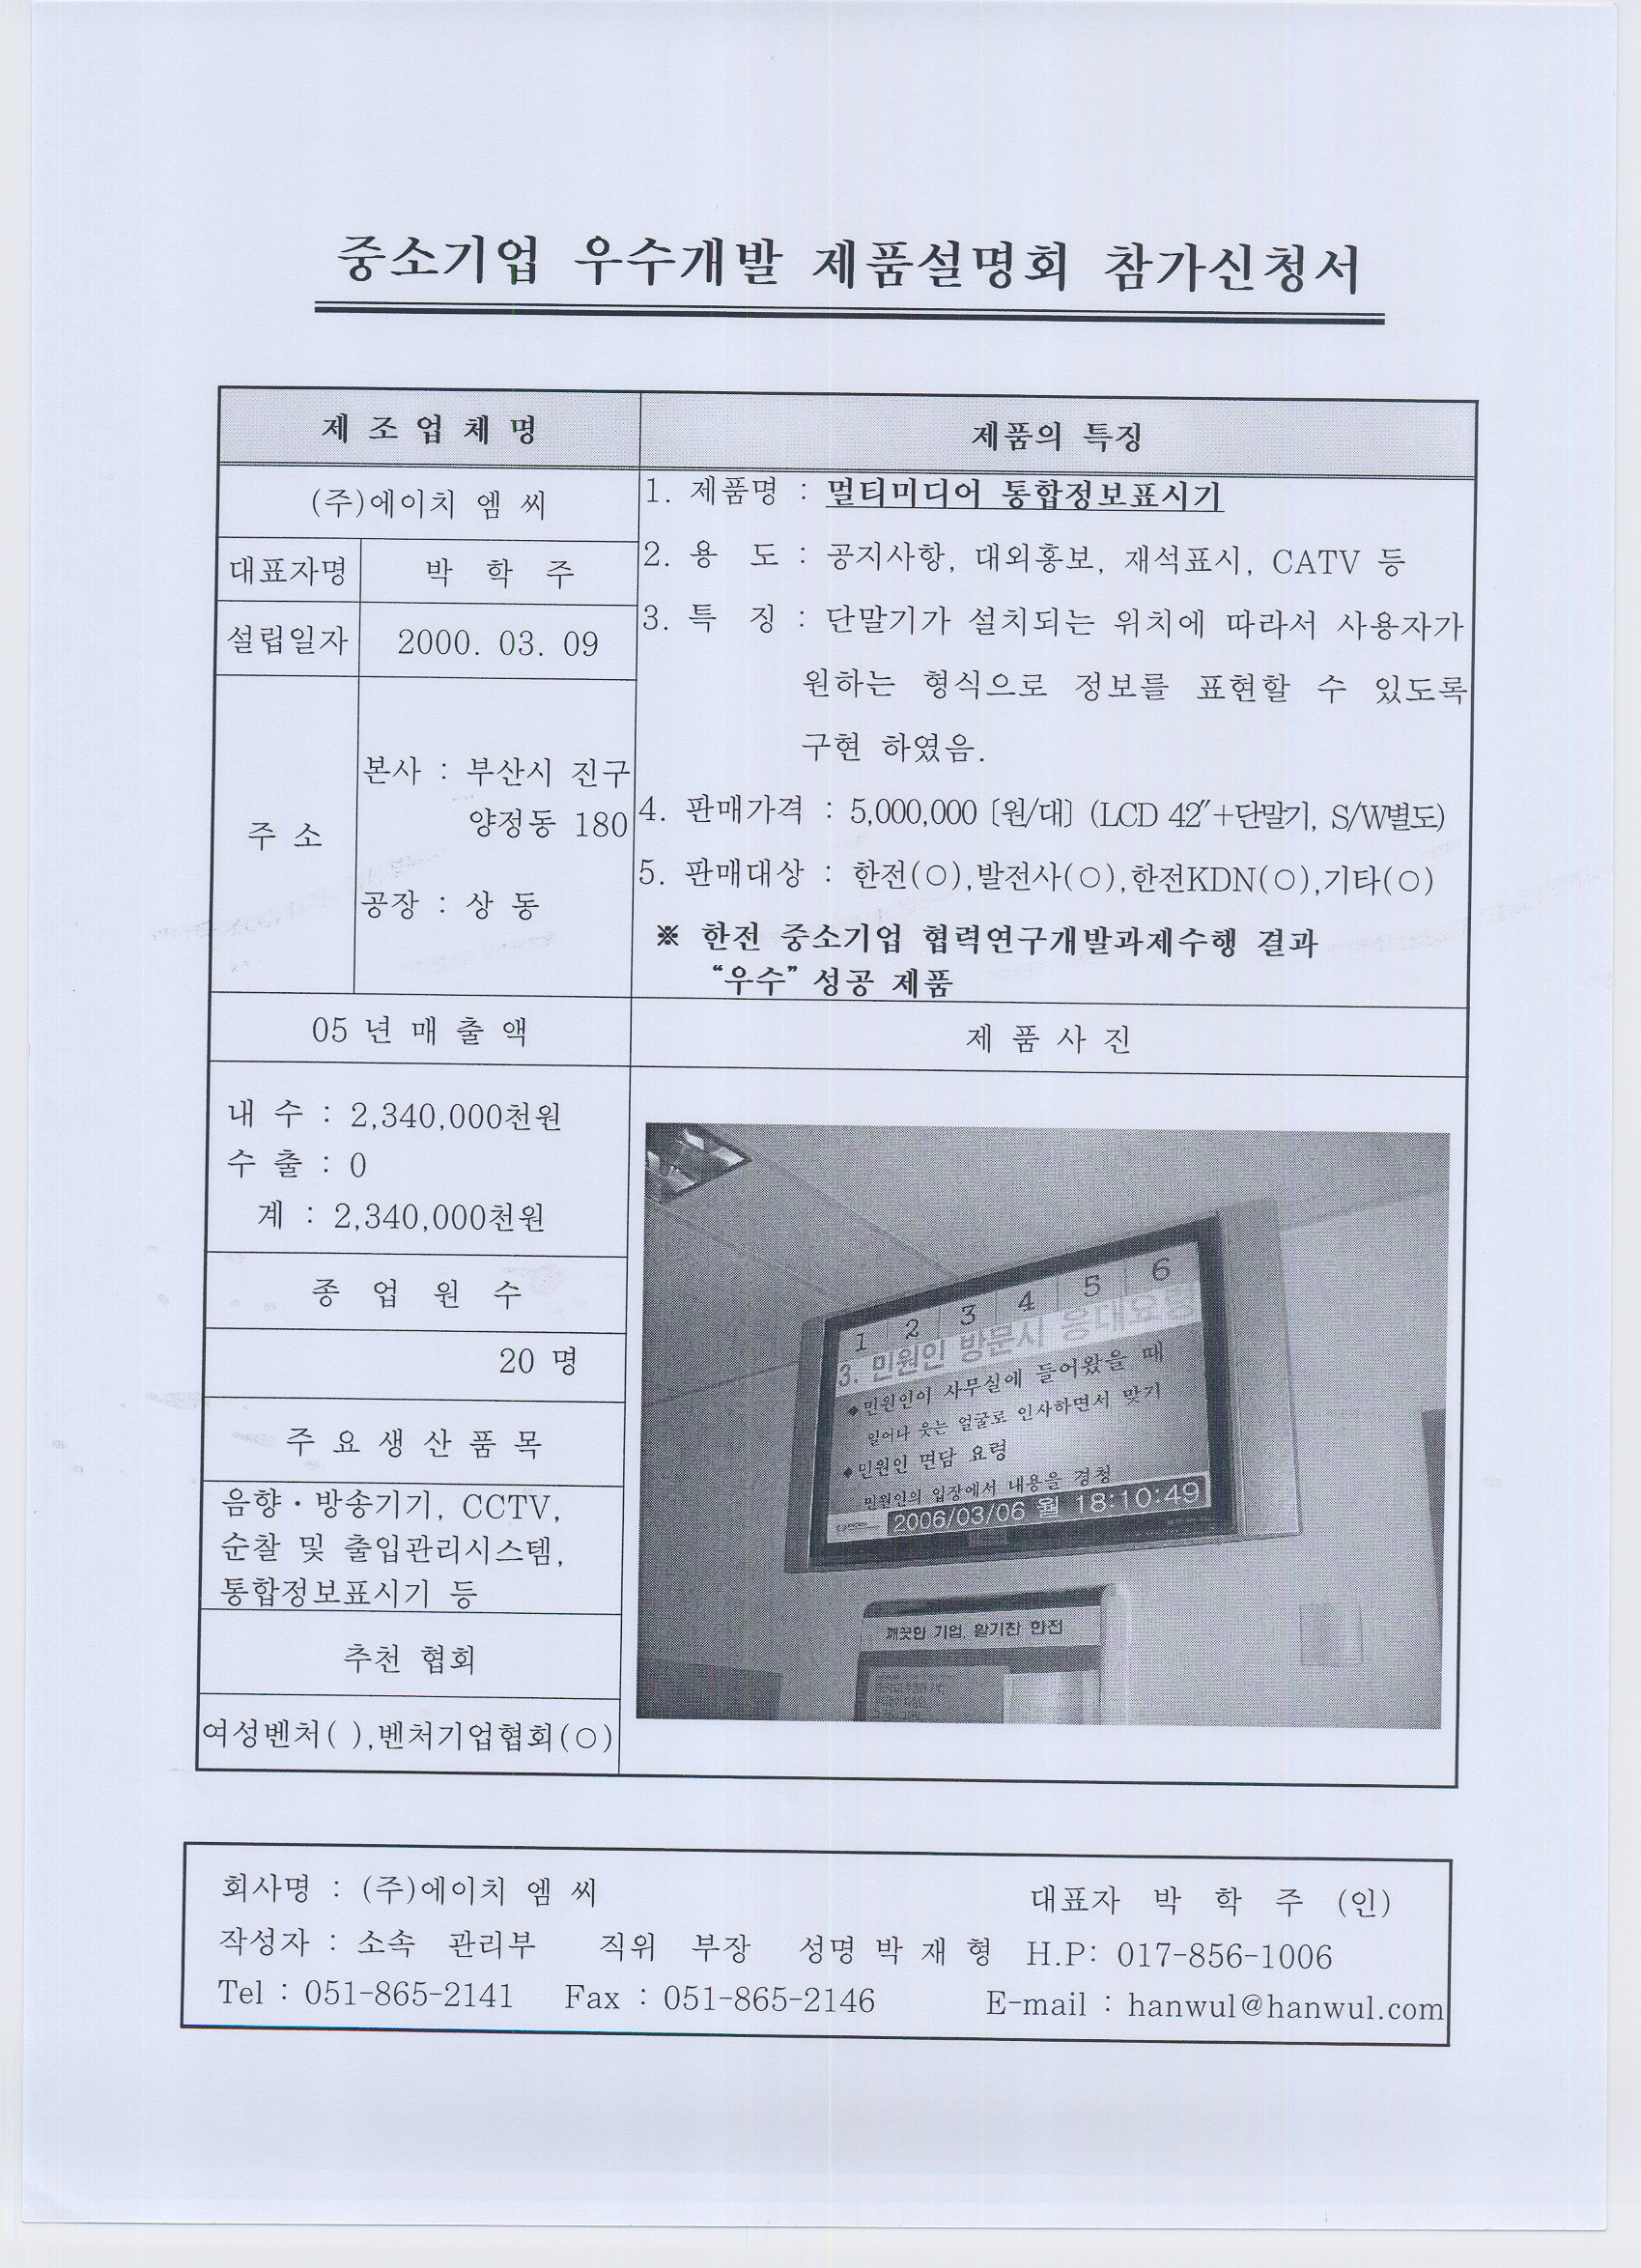 중소기업 우수개발 제품설명회 참가신청서
제 조 업 체 명
(주)에이치 엠 씨
대표자명 박 학 주
설립일자 2000. 03. 09
주 소
본사 : 부산시 진구
양정동 180
공장 : 상 동
제품의 특징
1. 제품명 : 멀티미디어 통합정보표시기
2. 용 도 : 공지사항, 대외홍보, 재석표시, CATV 등
3. 특 징 : 단말기가 설치되는 위치에 따라서 사용자가
원하는 형식으로 정보를 표현할 수 있도록
구현 하였음.
4. 판매가격 : 5,000,000 [원/대] (LCD 42″+단말기, S/W별도)
5. 판매대상 : 한전(○),발전사(○),한전KDN(○),기타(○)
※ 한전 중소기업 협력연구개발과제수행 결과
“우수” 성공 제품
05 년 매 출 액
내 수 : 2,340,000천원
수 출 : 0
계 : 2,340,000천원
종 업 원 수
20 명
주 요 생 산 품 목
음향·방송기기, CCTV,
순찰 및 출입관리시스템,
통합정보표시기 등
추천 협회
여성벤처( ),벤처기업협회(○)
제 품 사 진
1 2 3 4 5 6
3. 민원인 방문시 응대요령
◆민원인이 사무실에 들어왔을 때
일어나 웃는 얼굴로 인사하면서 맞기
◆민원인 면담 요령
민원인의 입장에서 내용을 경청
2006/03/06 월 18:10:49
깨끗한 기업, 활기찬 한전
회사명 : (주)에이치 엠 씨 대표자 박 학 주 (인)
작성자 : 소속 관리부 직위 부장 성명 박 재 형 H.P: 017-856-1006
Tel : 051-865-2141 Fax : 051-865-2146 E-mail : hanwul@hanwul.com